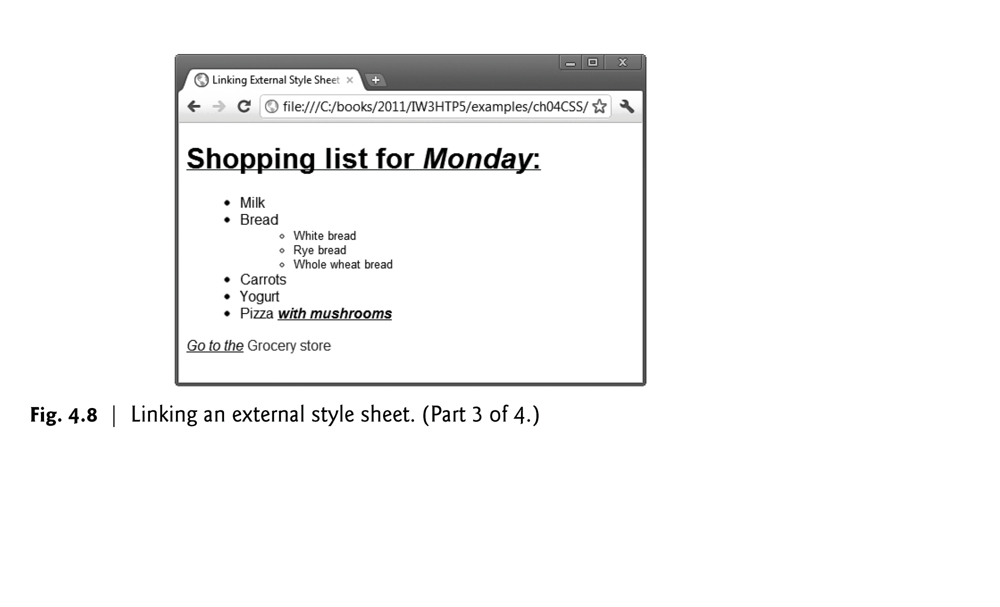 Linking External Style Sheet
file:///C:/books/2011/IW3HTP5/examples/ch04CSS/
Shopping list for Monday:
• Milk
• Bread
◦ White bread
◦ Rye bread
◦ Whole wheat bread
• Carrots
• Yogurt
• Pizza with mushrooms
Go to the Grocery store
Fig. 4.8 | Linking an external style sheet. (Part 3 of 4.)